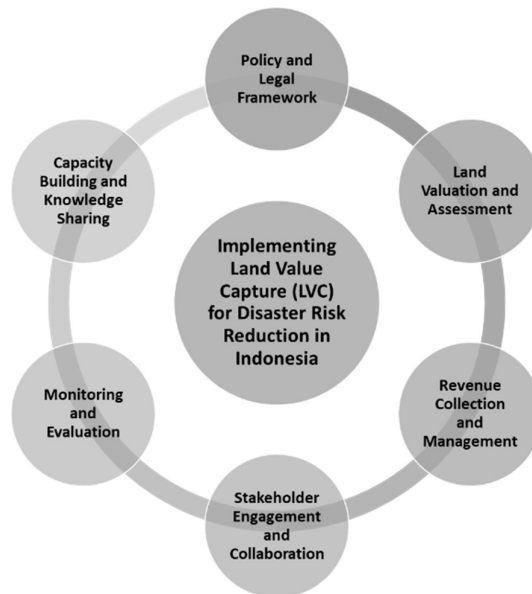 Policy and
Legal
Framework
Land
Valuation and
Assessment
Revenue
Collection
and
Management
Stakeholder
Engagement
and
Collaboration
Monitoring
and
Evaluation
Capacity
Building and
Knowledge
Sharing
Implementing
Land Value
Capture (LVC)
for Disaster Risk
Reduction in
Indonesia